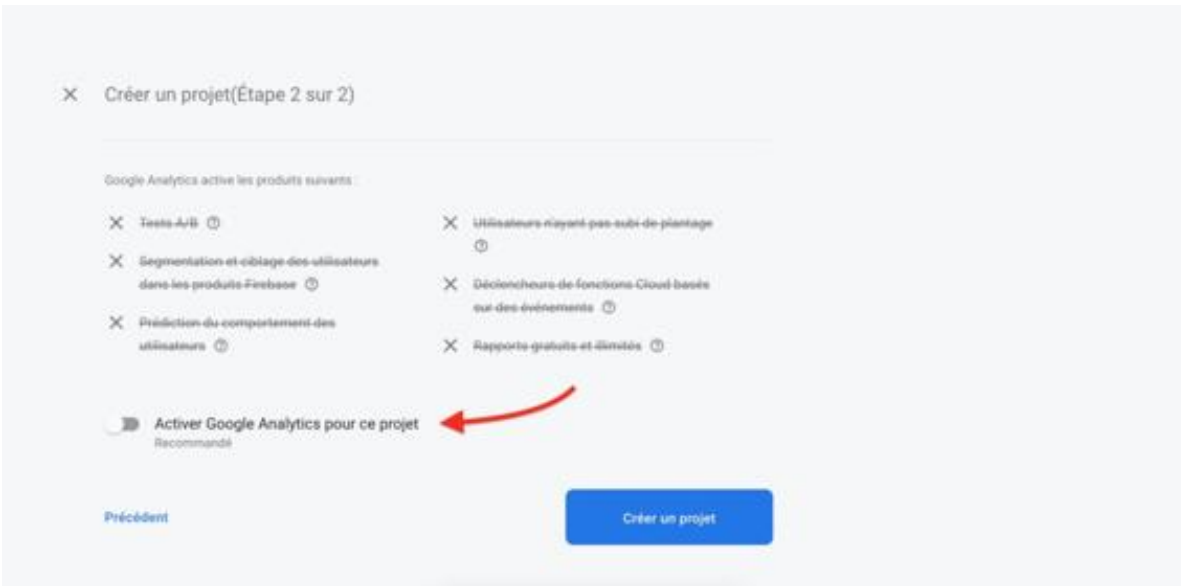 Créer un projet(Étape 2 sur 2)
Google Analytics active les produits suivants :
Tests A/B
Segmentation et ciblage des utilisateurs
dans les produits Firebase
Prédiction du comportement des
utilisateurs
Utilisateurs n'ayant pas subi de plantage
Déclencheurs de fonctions Cloud basés
sur des événements
Rapports gratuits et illimités
Activer Google Analytics pour ce projet
Recommandé
Précédent
Créer un projet